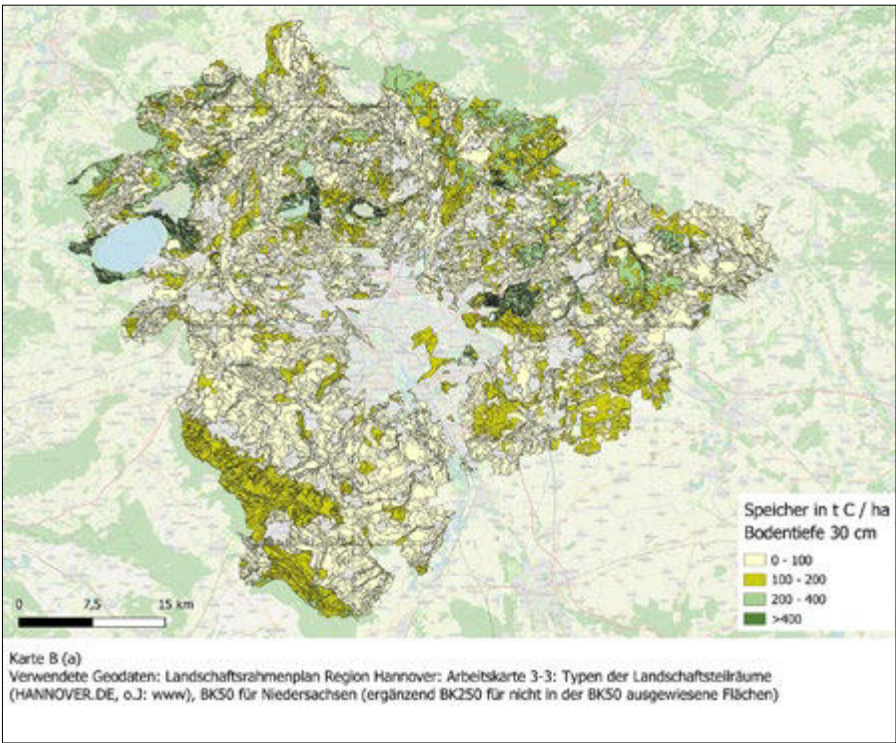 Speicher in t C / ha
Bodentiefe 30 cm
0 - 100
100 - 200
200 - 400
>400
0 7,5 15 km
Karte B (a)
Verwendete Geodaten: Landschaftsrahmenplan Region Hannover: Arbeitskarte 3-3: Typen der Landschaftsteilräume
(HANNOVER.DE, o.J: www), BK50 für Niedersachsen (ergänzend BK250 für nicht in der BK50 ausgewiesene Flächen)